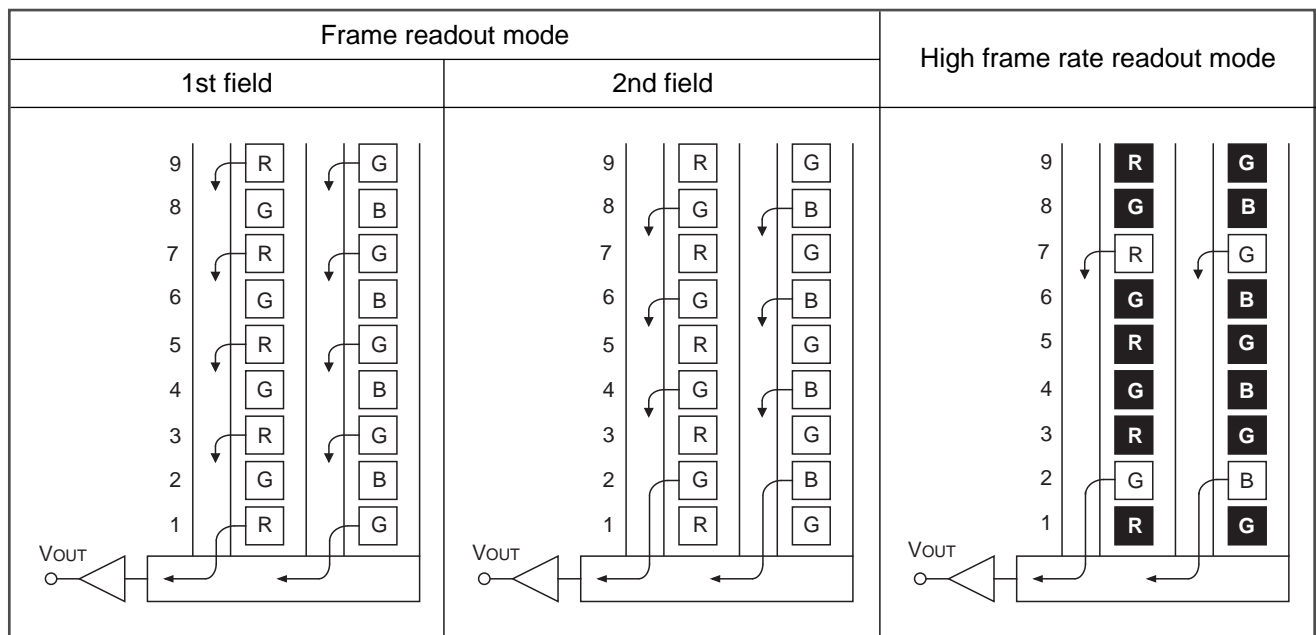 Frame readout mode
High frame rate readout mode
1st field
2nd field
9 R G
8 G B
7 R G
6 G B
5 R G
4 G B
3 R G
2 G B
1 R G
VOUT
9 R G
8 G B
7 R G
6 G B
5 R G
4 G B
3 R G
2 G B
1 R G
VOUT
9 R G
8 G B
7 R G
6 G B
5 R G
4 G B
3 R G
2 G B
1 R G
VOUT